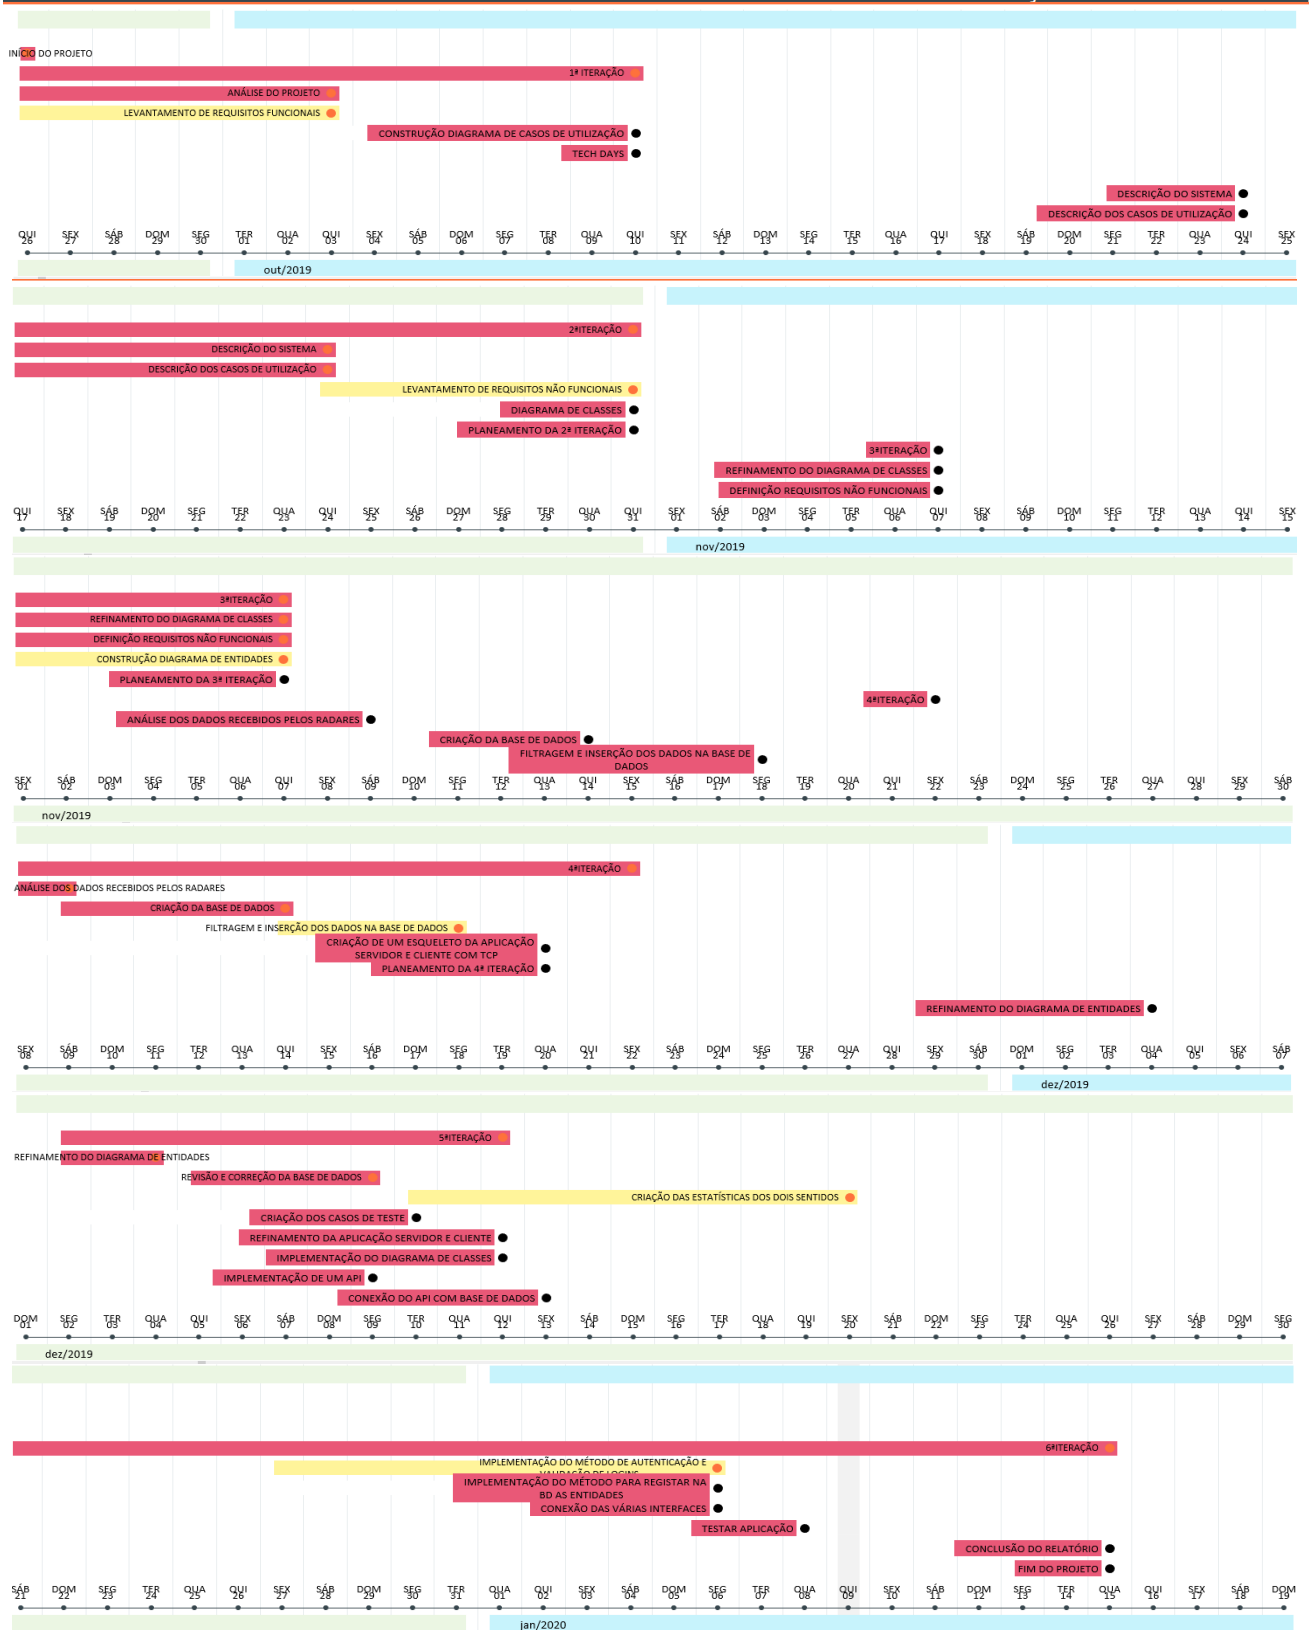 INÍCIO DO PROJETO
1ª ITERAÇÃO
ANÁLISE DO PROJETO
LEVANTAMENTO DE REQUISITOS FUNCIONAIS
CONSTRUÇÃO DIAGRAMA DE CASOS DE UTILIZAÇÃO
TECH DAYS
DESCRIÇÃO DO SISTEMA
DESCRIÇÃO DOS CASOS DE UTILIZAÇÃO
QUI SEX SÁB DOM SEG TER QUA QUI SEX SÁB DOM SEG TER QUA QUI SEX SÁB DOM SEG TER QUA QUI SEX SÁB DOM SEG TER QUA QUI SEX
26 27 28 29 30 01 02 03 04 05 06 07 08 09 10 11 12 13 14 15 16 17 18 19 20 21 22 23 24 25
out/2019
2ªITERAÇÃO
DESCRIÇÃO DO SISTEMA
DESCRIÇÃO DOS CASOS DE UTILIZAÇÃO
LEVANTAMENTO DE REQUISITOS NÃO FUNCIONAIS
DIAGRAMA DE CLASSES
PLANEAMENTO DA 2ª ITERAÇÃO
3ªITERAÇÃO
REFINAMENTO DO DIAGRAMA DE CLASSES
DEFINIÇÃO REQUISITOS NÃO FUNCIONAIS
QUI SEX SÁB DOM SEG TER QUA QUI SEX SÁB DOM SEG TER QUA QUI SEX SÁB DOM SEG TER QUA QUI SEX SÁB DOM SEG TER QUA QUI SEX
17 18 19 20 21 22 23 24 25 26 27 28 29 30 31 01 02 03 04 05 06 07 08 09 10 11 12 13 14 15
nov/2019
3ªITERAÇÃO
REFINAMENTO DO DIAGRAMA DE CLASSES
DEFINIÇÃO REQUISITOS NÃO FUNCIONAIS
CONSTRUÇÃO DIAGRAMA DE ENTIDADES
PLANEAMENTO DA 3ª ITERAÇÃO
4ªITERAÇÃO
ANÁLISE DOS DADOS RECEBIDOS PELOS RADARES
CRIAÇÃO DA BASE DE DADOS
FILTRAGEM E INSERÇÃO DOS DADOS NA BASE DE
DADOS
SEX SÁB DOM SEG TER QUA QUI SEX SÁB DOM SEG TER QUA QUI SEX SÁB DOM SEG TER QUA QUI SEX SÁB DOM SEG TER QUA QUI SEX SÁB
01 02 03 04 05 06 07 08 09 10 11 12 13 14 15 16 17 18 19 20 21 22 23 24 25 26 27 28 29 30
nov/2019
4ªITERAÇÃO
ANÁLISE DOS DADOS RECEBIDOS PELOS RADARES
CRIAÇÃO DA BASE DE DADOS
FILTRAGEM E INSERÇÃO DOS DADOS NA BASE DE DADOS
CRIAÇÃO DE UM ESQUELETO DA APLICAÇÃO
SERVIDOR E CLIENTE COM TCP
PLANEAMENTO DA 4ª ITERAÇÃO
REFINAMENTO DO DIAGRAMA DE ENTIDADES
SEX SÁB DOM SEG TER QUA QUI SEX SÁB DOM SEG TER QUA QUI SEX SÁB DOM SEG TER QUA QUI SEX SÁB DOM SEG TER QUA QUI SEX SÁB
08 09 10 11 12 13 14 15 16 17 18 19 20 21 22 23 24 25 26 27 28 29 30 01 02 03 04 05 06 07
dez/2019
5ªITERAÇÃO
REFINAMENTO DO DIAGRAMA DE ENTIDADES
REVISÃO E CORREÇÃO DA BASE DE DADOS
CRIAÇÃO DAS ESTATÍSTICAS DOS DOIS SENTIDOS
CRIAÇÃO DOS CASOS DE TESTE
REFINAMENTO DA APLICAÇÃO SERVIDOR E CLIENTE
IMPLEMENTAÇÃO DO DIAGRAMA DE CLASSES
IMPLEMENTAÇÃO DE UM API
CONEXÃO DO API COM BASE DE DADOS
DOM SEG TER QUA QUI SEX SÁB SEG TER QUA QUI SEX SÁB DOM SEG TER QUA QUI SEX SÁB DOM SEG TER QUA QUI SEX SÁB DOM SEG
01 02 03 04 05 06 07 09 10 11 12 13 14 15 16 17 18 19 20 21 22 23 24 25 26 27 28 29 30
dez/2019
6ªITERAÇÃO
IMPLEMENTAÇÃO DO MÉTODO DE AUTENTICAÇÃO E
VALIDAÇÃO DE LOGINS
IMPLEMENTAÇÃO DO MÉTODO PARA REGISTAR NA
BD AS ENTIDADES
CONEXÃO DAS VÁRIAS INTERFACES
TESTAR APLICAÇÃO
CONCLUSÃO DO RELATÓRIO
FIM DO PROJETO
SÁB DOM SEG TER QUA QUI SEX SÁB DOM SEG TER QUA QUI SEX SÁB DOM SEG TER QUA QUI SEX SÁB DOM SEG TER QUA QUI SEX SÁB DOM
21 22 23 24 25 26 27 28 29 30 31 01 02 03 04 05 06 07 08 09 10 11 12 13 14 15 16 17 18 19
jan/2020